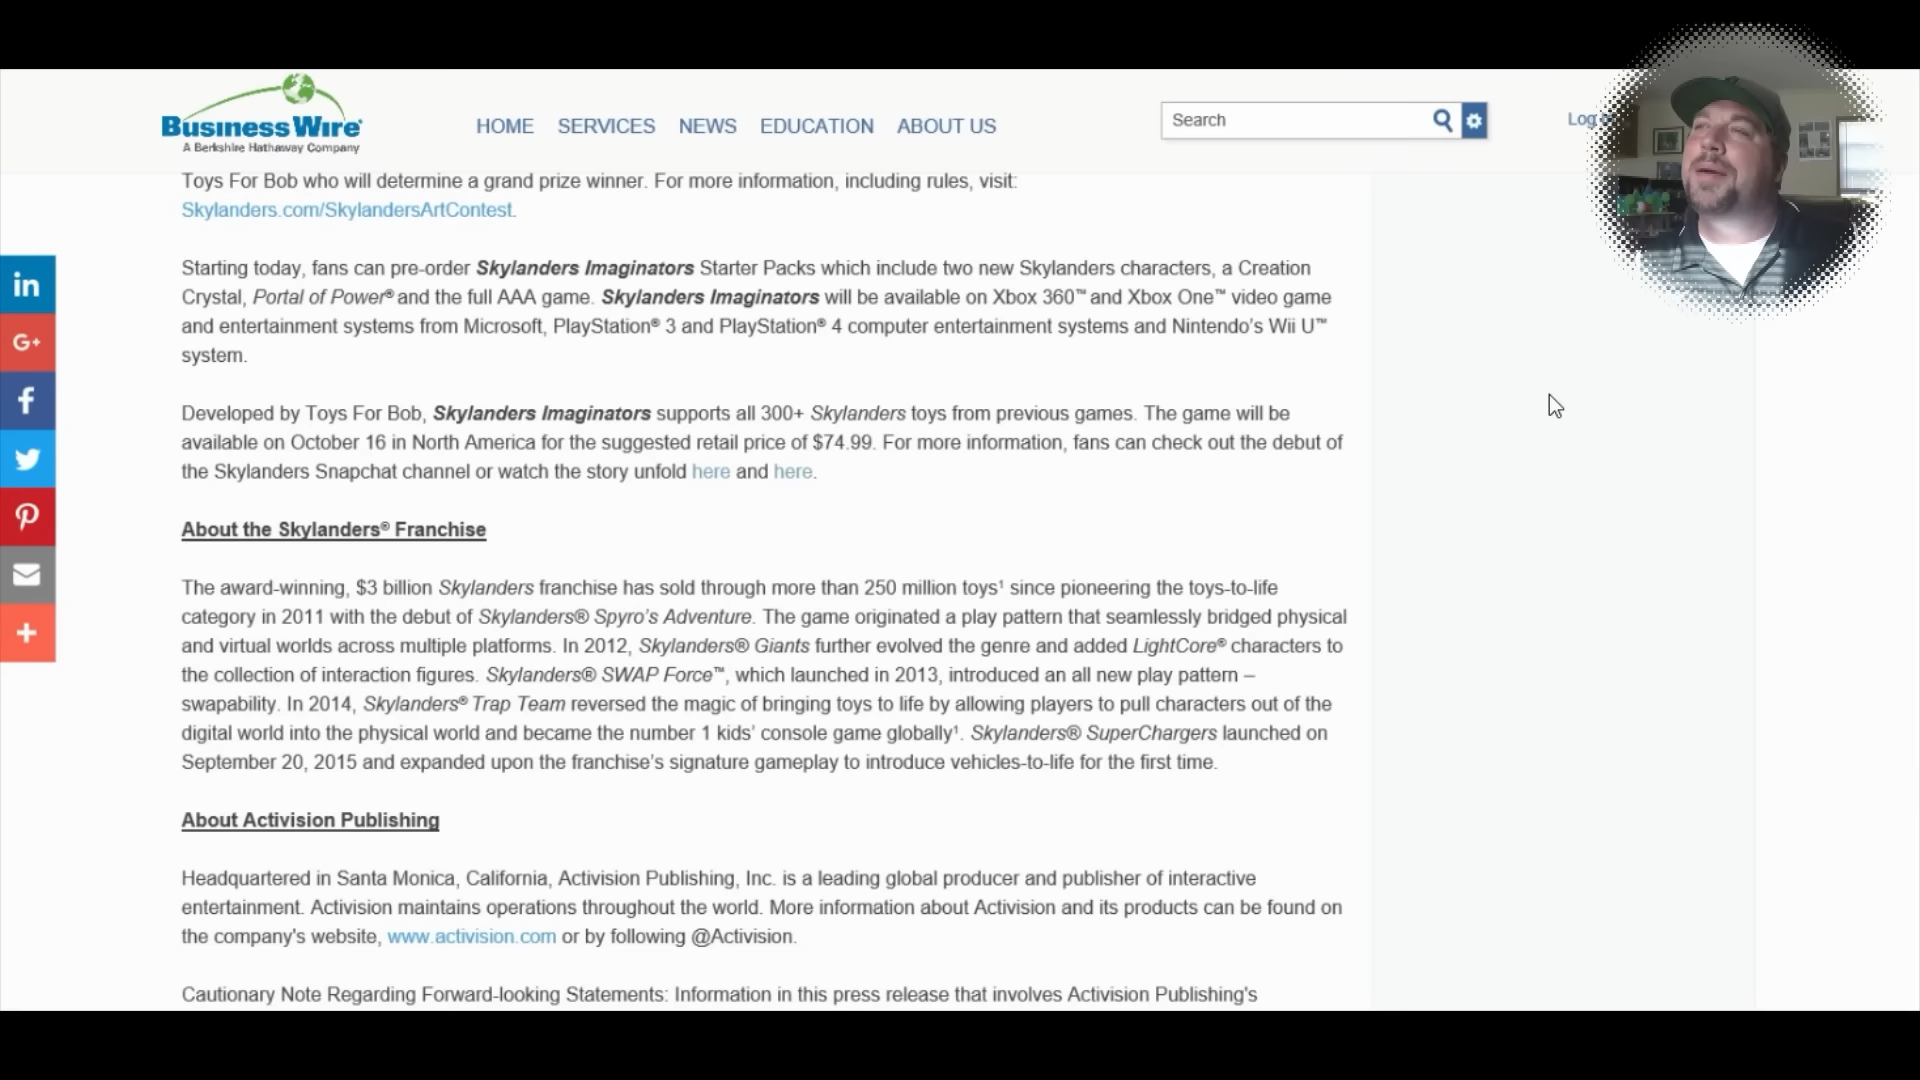 BusinessWire
A Berkshire Hathaway Company
HOME SERVICES NEWS EDUCATION ABOUT US
Search
Log
Toys For Bob who will determine a grand prize winner. For more information, including rules, visit:
Skylanders.com/SkylandersArtContest.
Starting today, fans can pre-order Skylanders Imaginators Starter Packs which include two new Skylanders characters, a Creation
Crystal, Portal of Power® and the full AAA game. Skylanders Imaginators will be available on Xbox 360™ and Xbox One™ video game
and entertainment systems from Microsoft, PlayStation® 3 and PlayStation® 4 computer entertainment systems and Nintendo's Wii U™
system.
Developed by Toys For Bob, Skylanders Imaginators supports all 300+ Skylanders toys from previous games. The game will be
available on October 16 in North America for the suggested retail price of $74.99. For more information, fans can check out the debut of
the Skylanders Snapchat channel or watch the story unfold here and here.
About the Skylanders® Franchise
The award-winning, $3 billion Skylanders franchise has sold through more than 250 million toys¹ since pioneering the toys-to-life
category in 2011 with the debut of Skylanders® Spyro's Adventure. The game originated a play pattern that seamlessly bridged physical
and virtual worlds across multiple platforms. In 2012, Skylanders® Giants further evolved the genre and added LightCore® characters to
the collection of interaction figures. Skylanders® SWAP Force™, which launched in 2013, introduced an all new play pattern –
swapability. In 2014, Skylanders® Trap Team reversed the magic of bringing toys to life by allowing players to pull characters out of the
digital world into the physical world and became the number 1 kids' console game globally¹. Skylanders® SuperChargers launched on
September 20, 2015 and expanded upon the franchise's signature gameplay to introduce vehicles-to-life for the first time.
About Activision Publishing
Headquartered in Santa Monica, California, Activision Publishing, Inc. is a leading global producer and publisher of interactive
entertainment. Activision maintains operations throughout the world. More information about Activision and its products can be found on
the company's website, www.activision.com or by following @Activision.
Cautionary Note Regarding Forward-looking Statements: Information in this press release that involves Activision Publishing's